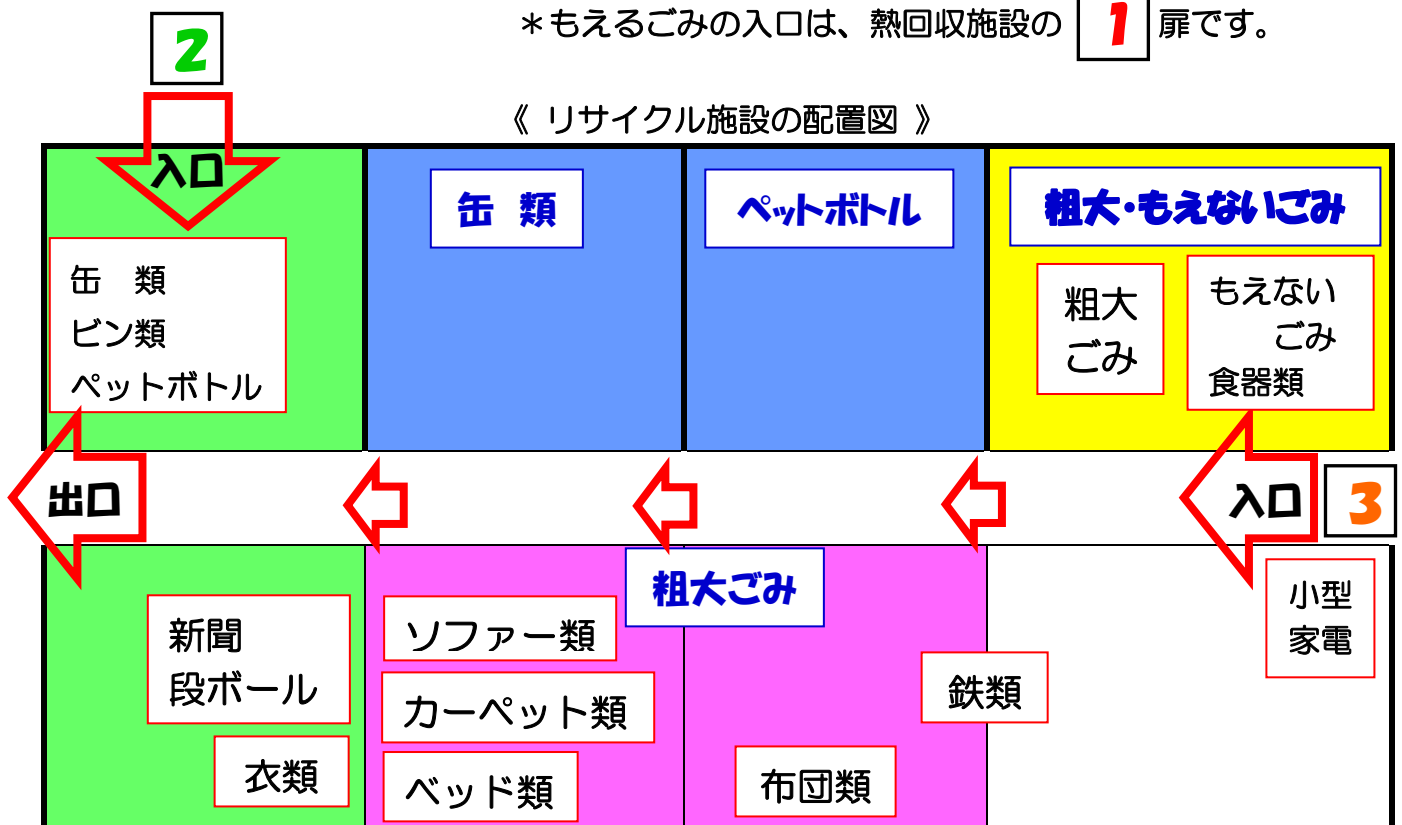 ＊もえるごみの入口は、熱回収施設の 1 扉です。
2
《 リサイクル施設の配置図 》
入口
缶 類
ペットボトル
粗大・もえないごみ
缶 類
ビン類
ペットボトル
粗大
ごみ
もえない
ごみ
食器類
出口
入口
3
粗大ごみ
小型
家電
新聞
段ボール
衣類
ソファー類
カーペット類
ベッド類
鉄類
布団類